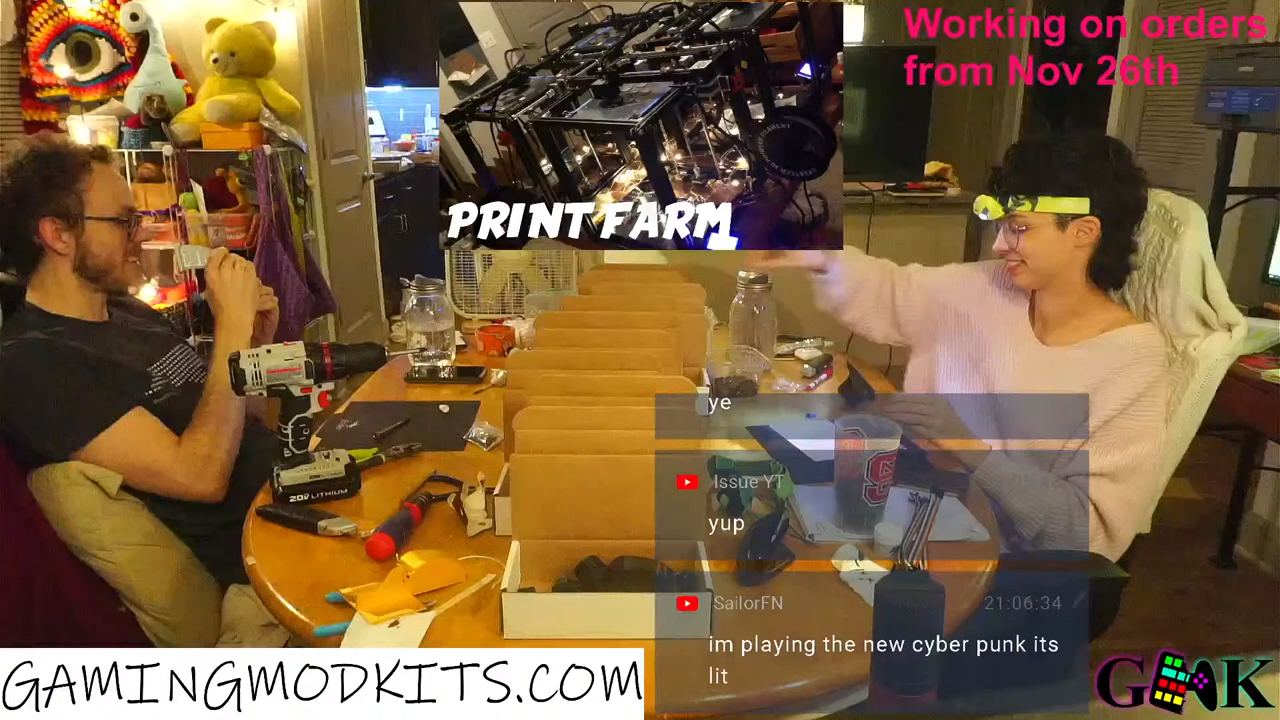 Working on orders
from Nov 26th
PRINT FARM
20V LITHIUM
S
ye
Issue YT
yup
SailorFN 21:06:34
im playing the new cyber punk its
lit
GAMINGMODKITS.COM
GMK